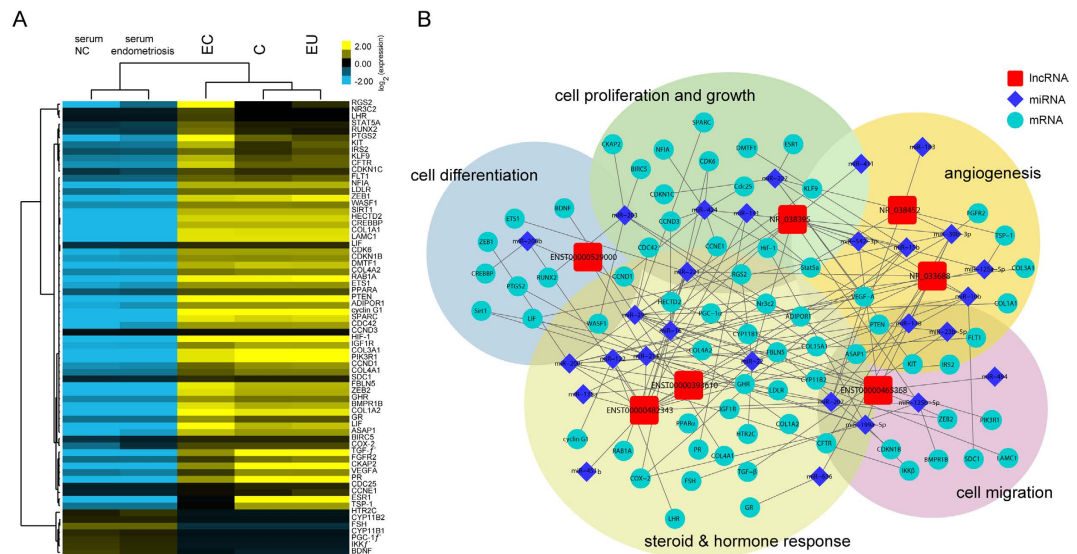 A
serum
NC
serum
endometriosis
EC
C
EU
2.00
0.00
-2.00
log2 (expression)
RGS2
NR3C2
LHR
STAT5A
RUNX2
PTGS2
KIT
IRS2
KLF9
CFTR
CDKN1C
FLT1
NFIA
LDLR
ZEB1
WASF1
SIRT1
HECTD2
CREBBP
COL1A1
LAMC1
LIF
CDK6
CDKN1B
DMTF1
COL4A2
RAB1A
ETS1
PPARA
PTEN
ADIPOR1
cyclin G1
SPARC
CDC42
CCND3
HIF-1
IGF1R
COL3A1
PIK3R1
CCND1
COL4A1
SDC1
FBLN5
ZEB2
GHR
BMPR1B
COL1A2
GR
LIF
ASAP1
BIRC5
COX-2
TGF-ƒ
FGFR2
CKAP2
VEGFA
PR
CDC25
CCNE1
ESR1
TSP-1
HTR2C
CYP11B2
FSH
CYP11B1
PGC-1ƒ
IKKƒ
BDNF
B
lncRNA
miRNA
mRNA
cell proliferation and growth
cell differentiation
angiogenesis
cell migration
steroid & hormone response
SPARC
CKAP2
NFIA
DMTF1
ESR1
BIRC5
CDK6
CDKN1C
Cdc25
KLF9
CCND3
CDC42
CCNE1
Hif-1
CCND1
RGS2
Stat5a
HECTD2
Nr3c2
NR_038395
NR_038452
FGFR2
TSP-1
COL3A1
COL1A1
NR_033688
VEGF-A
PTEN
FLT1
ASAP1
KIT
IRS2
BDNF
ETS1
ZEB1
CREBBP
RUNX2
PTGS2
Sirt1
LIF
WASF1
ENST00000529000
PGC-1α
ADIPOR1
CYP11B1
COL15A1
COL4A2
FBLN5
GHR
LDLR
CYP11B2
ENST00000393610
ENST00000482343
ENST00000465368
IGF1R
PPARα
HTR2C
COL1A2
cyclin G1
RAB1A
PR
COL4A1
CFTR
COX-2
FSH
TGF-β
LHR
GR
ZEB2
PIK3R1
CDKN1B
IKKβ
BMPR1B
SDC1
LAMC1